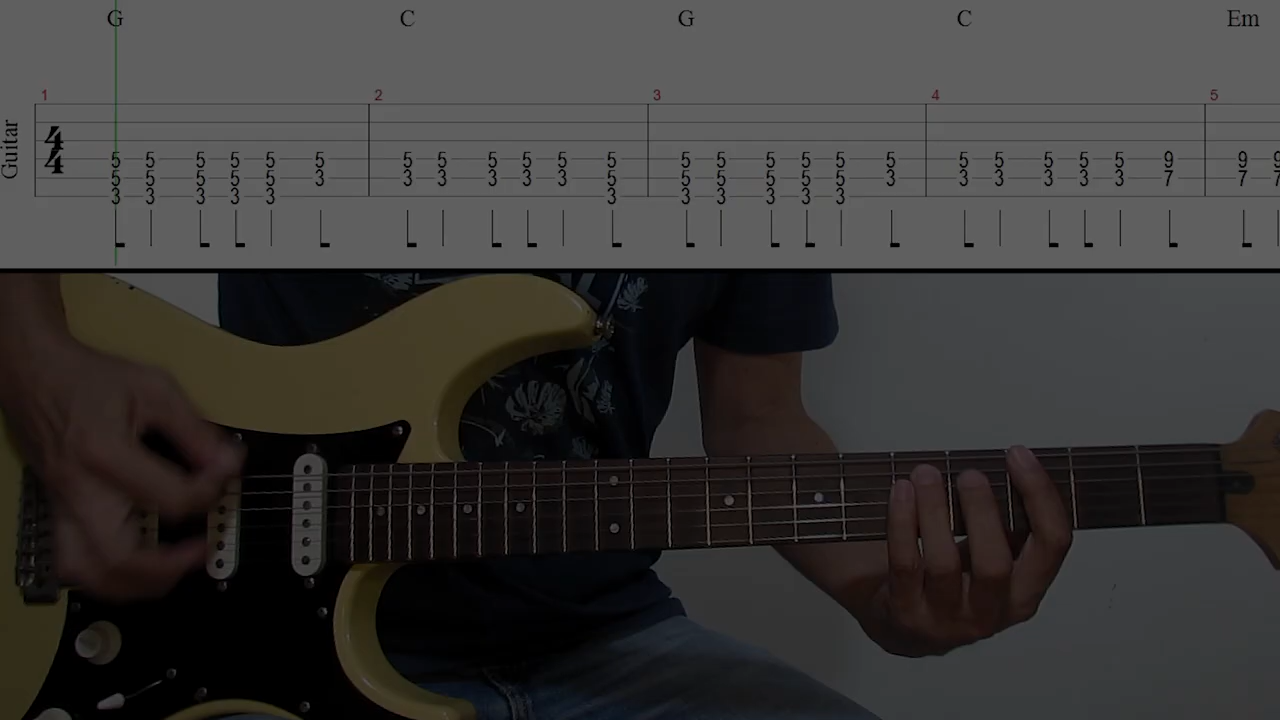 G C G C Em
1 2 3 4 5
Guitar
4 4
5 5 5 5 5 5 5 5 5 5 5 5 5 5 5 5 5 5 5 5 5 5 5 9 9 9
5 5 5 5 5 3 3 3 3 3 3 5 5 5 5 5 5 3 3 3 3 3 3 7 7 7
3 3 3 3 3 3 3 3 3 3 3